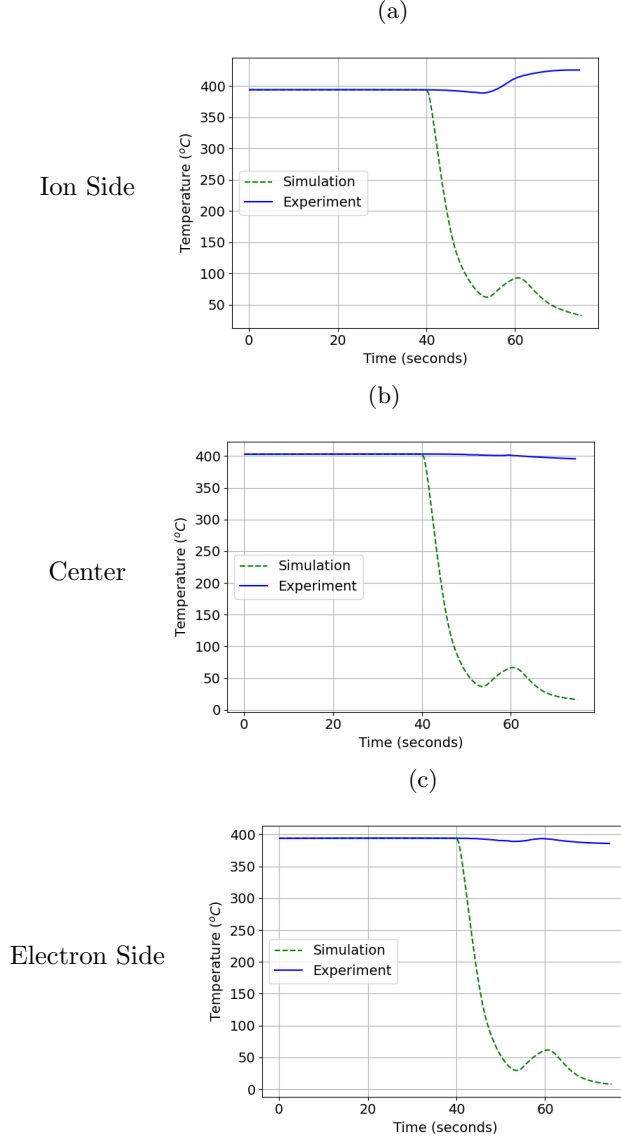 (a)
Ion Side
Temperature (°C)
400
350
300
250
200
150
100
50
Simulation
Experiment
0 20 40 60
Time (seconds)
(b)
Center
Temperature (°C)
400
350
300
250
200
150
100
50
0
Simulation
Experiment
0 20 40 60
Time (seconds)
(c)
Electron Side
Temperature (°C)
400
350
300
250
200
150
100
50
0
Simulation
Experiment
0 20 40 60
Time (seconds)